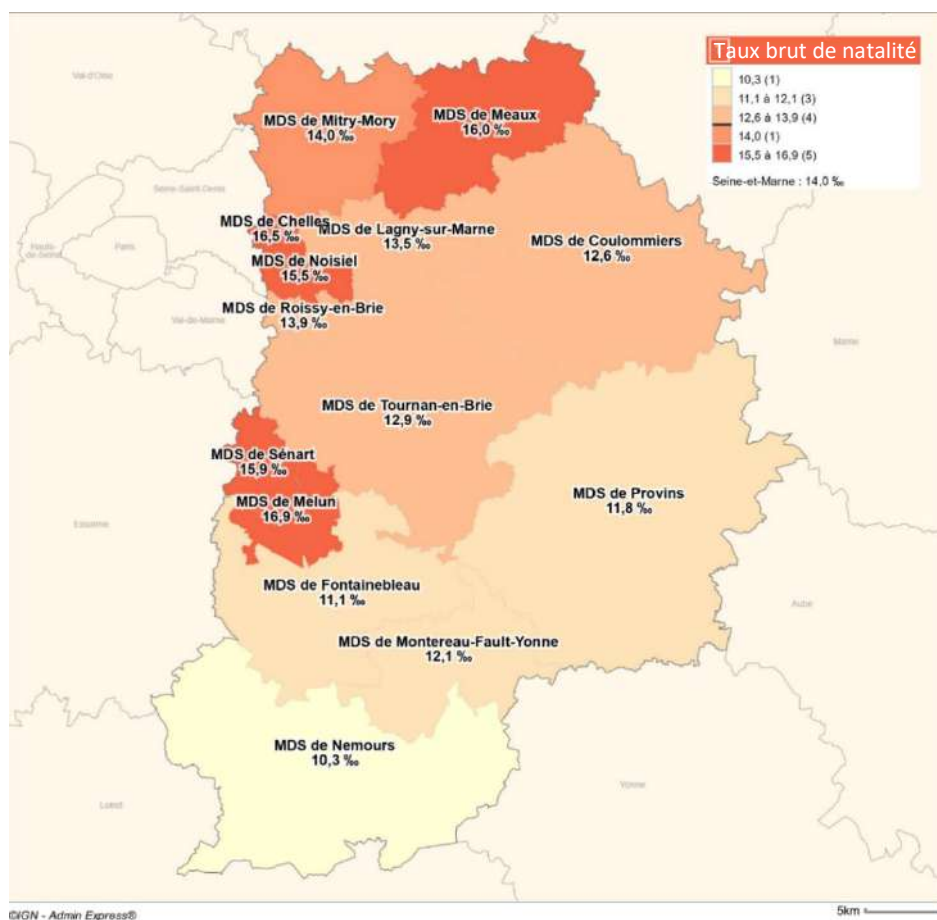 Taux brut de natalité
10,3 (1)
11,1 à 12,1 (3)
12,6 à 13,9 (4)
14,0 (1)
15,5 à 16,9 (5)
Seine-et-Marne : 14,0 ‰
Val-d'Oise
MDS de Mitry-Mory
14,0 ‰
MDS de Meaux
16,0 ‰
Seine-Saint-Denis
MDS de Chelles
16,5 ‰
MDS de Lagny-sur-Marne
13,5 ‰
MDS de Coulommiers
12,6 ‰
Hauts-
de-Seine
Paris
MDS de Noisiel
15,5 ‰
Val-de-Marne
MDS de Roissy-en-Brie
13,9 ‰
Marne
MDS de Tournan-en-Brie
12,9 ‰
MDS de Sénart
15,9 ‰
MDS de Melun
16,9 ‰
MDS de Provins
11,8 ‰
Essonne
MDS de Fontainebleau
11,1 ‰
Aube
MDS de Montereau-Fault-Yonne
12,1 ‰
MDS de Nemours
10,3 ‰
Loiret
Yonne
©IGN - Admin Express®
5km